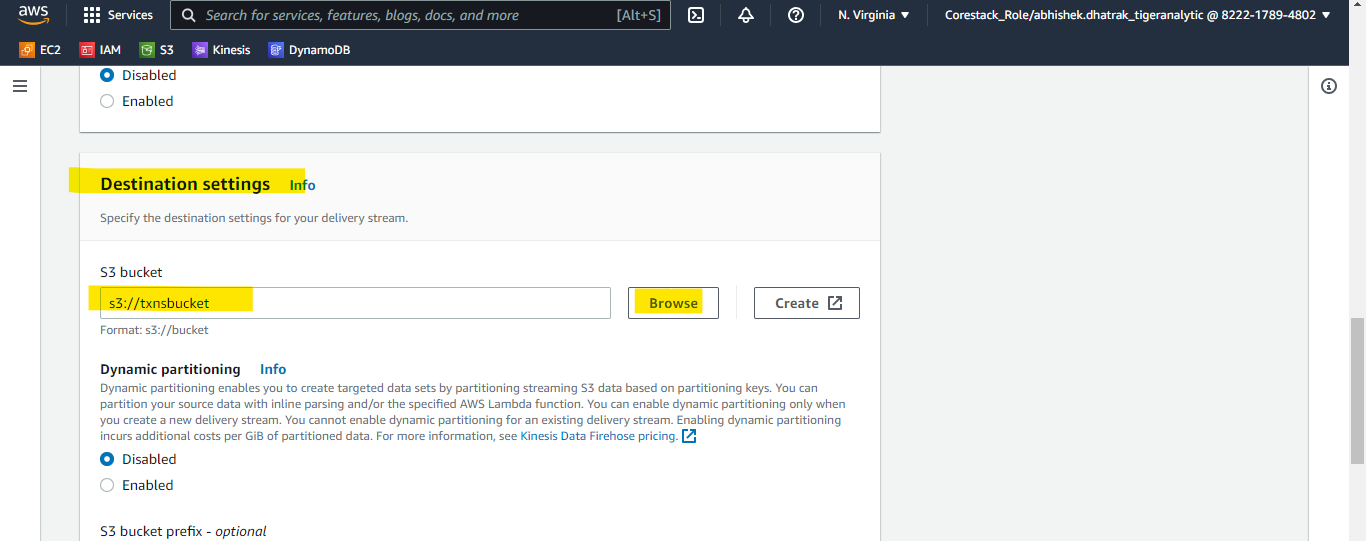 aws Services Search for services, features, blogs, docs, and more [Alt+S] N. Virginia Corestack_Role/abhishek.dhatrak_tigeranalytic @ 8222-1789-4802
EC2 IAM S3 Kinesis DynamoDB
Disabled
Enabled
Destination settings Info
Specify the destination settings for your delivery stream.
S3 bucket
s3://txnsbucket Browse Create
Format: s3://bucket
Dynamic partitioning Info
Dynamic partitioning enables you to create targeted data sets by partitioning streaming S3 data based on partitioning keys. You can
partition your source data with inline parsing and/or the specified AWS Lambda function. You can enable dynamic partitioning only when
you create a new delivery stream. You cannot enable dynamic partitioning for an existing delivery stream. Enabling dynamic partitioning
incurs additional costs per GiB of partitioned data. For more information, see Kinesis Data Firehose pricing.
Disabled
Enabled
S3 bucket prefix - optional